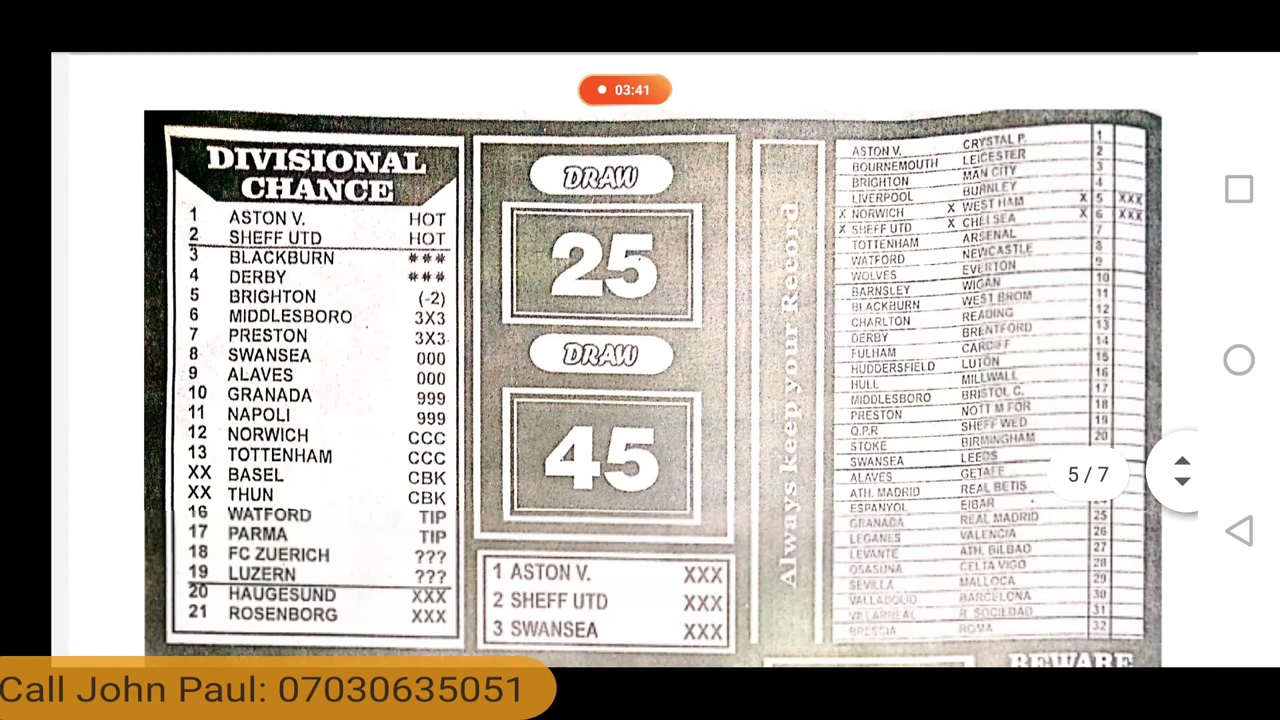 03:41
DIVISIONAL
CHANCE
1 ASTON V. HOT
2 SHEFF UTD HOT
3 BLACKBURN ***
4 DERBY ***
5 BRIGHTON (-2)
6 MIDDLESBORO 3X3
7 PRESTON 3X3
8 SWANSEA 000
9 ALAVES 000
10 GRANADA 999
11 NAPOLI 999
12 NORWICH CCC
13 TOTTENHAM CCC
XX BASEL CBK
XX THUN CBK
16 WATFORD TIP
17 PARMA TIP
18 FC ZUERICH ???
19 LUZERN ???
20 HAUGESUND XXX
21 ROSENBORG XXX
DRAW
25
DRAW
45
1 ASTON V. XXX
2 SHEFF UTD XXX
3 SWANSEA XXX
Always keep your Record
ASTON V. CRYSTAL P. 1
BOURNEMOUTH LEICESTER 2
BRIGHTON MAN CITY 3
LIVERPOOL BURNLEY 4
X NORWICH X WEST HAM X 5 XXX
X SHEFF UTD X CHELSEA X 6 XXX
TOTTENHAM ARSENAL 7
WATFORD NEWCASTLE 8
WOLVES EVERTON 9
BARNSLEY WIGAN 10
BLACKBURN WEST BROM 11
CHARLTON READING 12
DERBY BRENTFORD 13
FULHAM CARDIFF 14
HUDDERSFIELD LUTON 15
HULL MILLWALL 16
MIDDLESBORO BRISTOL C. 17
PRESTON NOTT M FOR 18
Q.P.R SHEFF WED 19
STOKE BIRMINGHAM 20
SWANSEA LEEDS
ALAVES GETAFE
ATH. MADRID REAL BETIS
ESPANYOL EIBAR
GRANADA REAL MADRID 25
LEGANES VALENCIA 26
LEVANTE ATH. BILBAO 27
OSASUNA CELTA VIGO 28
SEVILLA MALLOCA 29
VALLADOLID BARCELONA 30
VILLARREAL R. SOCIEDAD 31
BRESCIA ROMA 32
5 / 7
BEWARE
Call John Paul: 07030635051